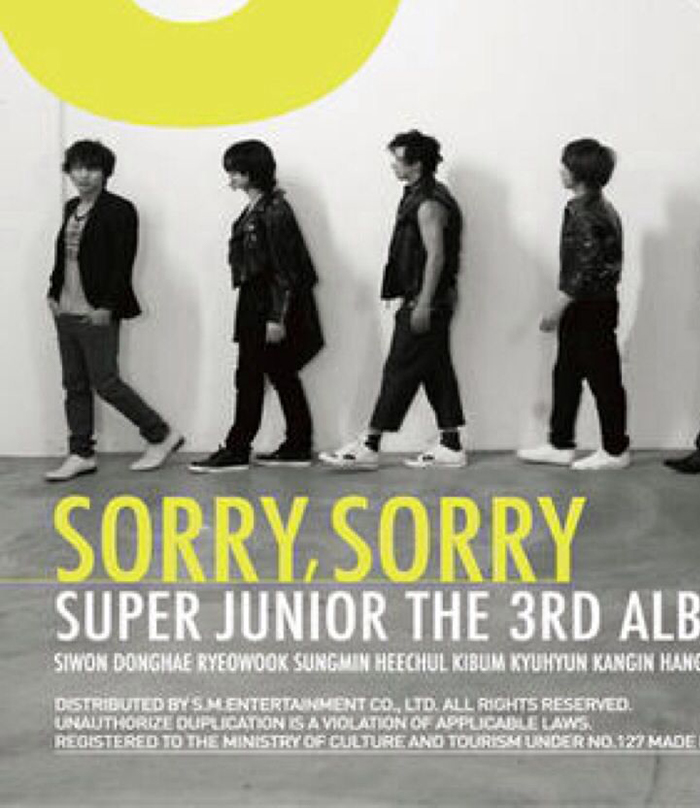 SORRY, SORRY
SUPER JUNIOR THE 3RD ALB
SIWON DONGHAE RYEOWOOK SUNGMIN HEECHUL KIBUM KYUHYUN KANGIN HANG
DISTRIBUTED BY S.M.ENTERTAINMENT CO., LTD. ALL RIGHTS RESERVED.
UNAUTHORIZE DUPLICATION IS A VIOLATION OF APPLICABLE LAWS.
REGISTERED TO THE MINISTRY OF CULTURE AND TOURISM UNDER NO.127 MADE